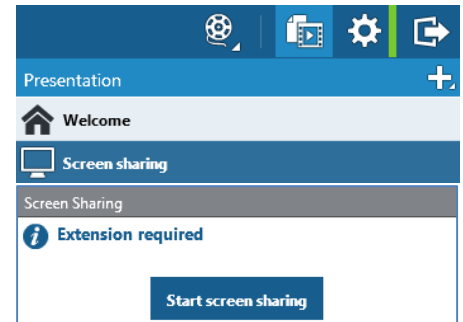 Presentation
Welcome
Screen sharing
Screen Sharing
Extension required
Start screen sharing